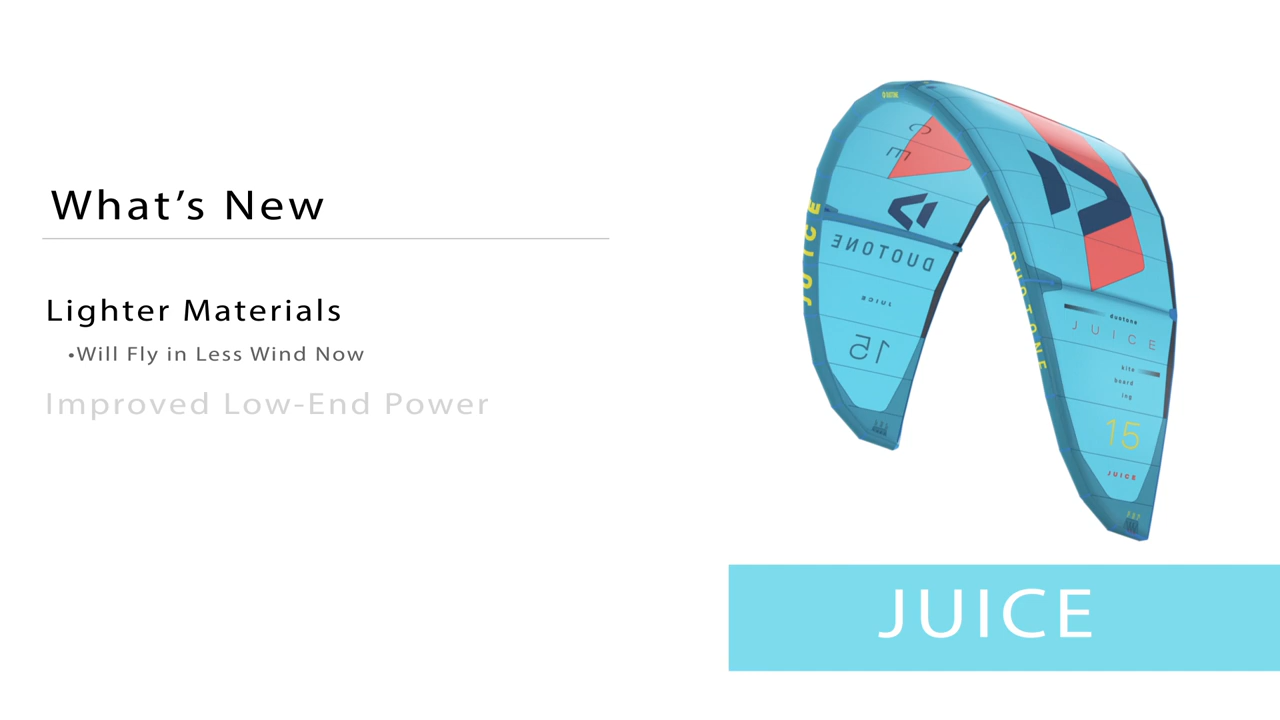 What's New
Lighter Materials
•Will Fly in Less Wind Now
Improved Low-End Power
DUOTONE
JUICE
C E
DUOTONE
JUICE
15
DUOTONE
duotone
JUICE
kite
board
ing
15
JUICE
JUICE